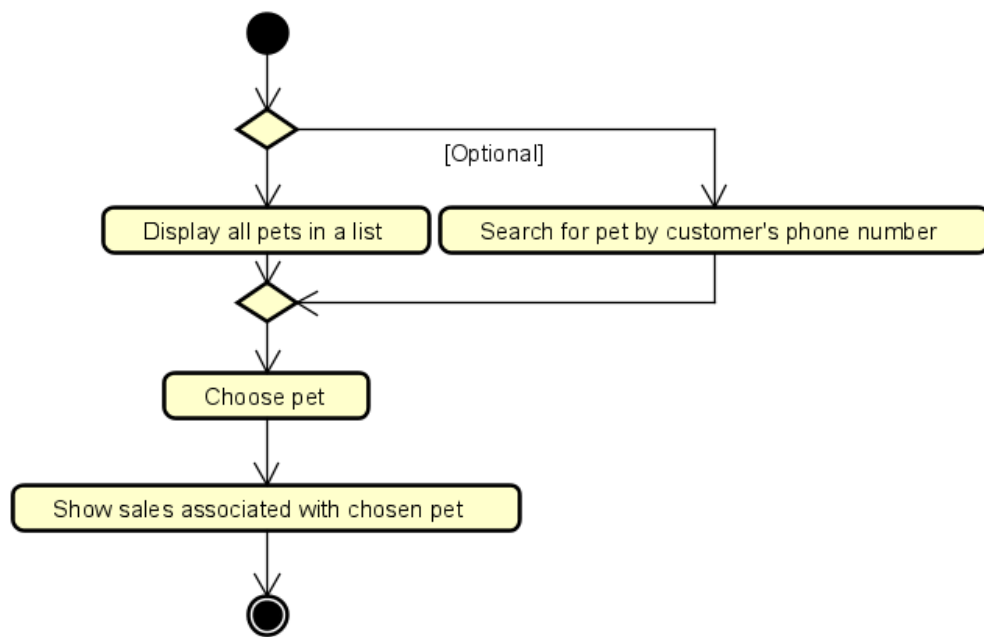 [Optional]
Display all pets in a list
Search for pet by customer's phone number
Choose pet
Show sales associated with chosen pet